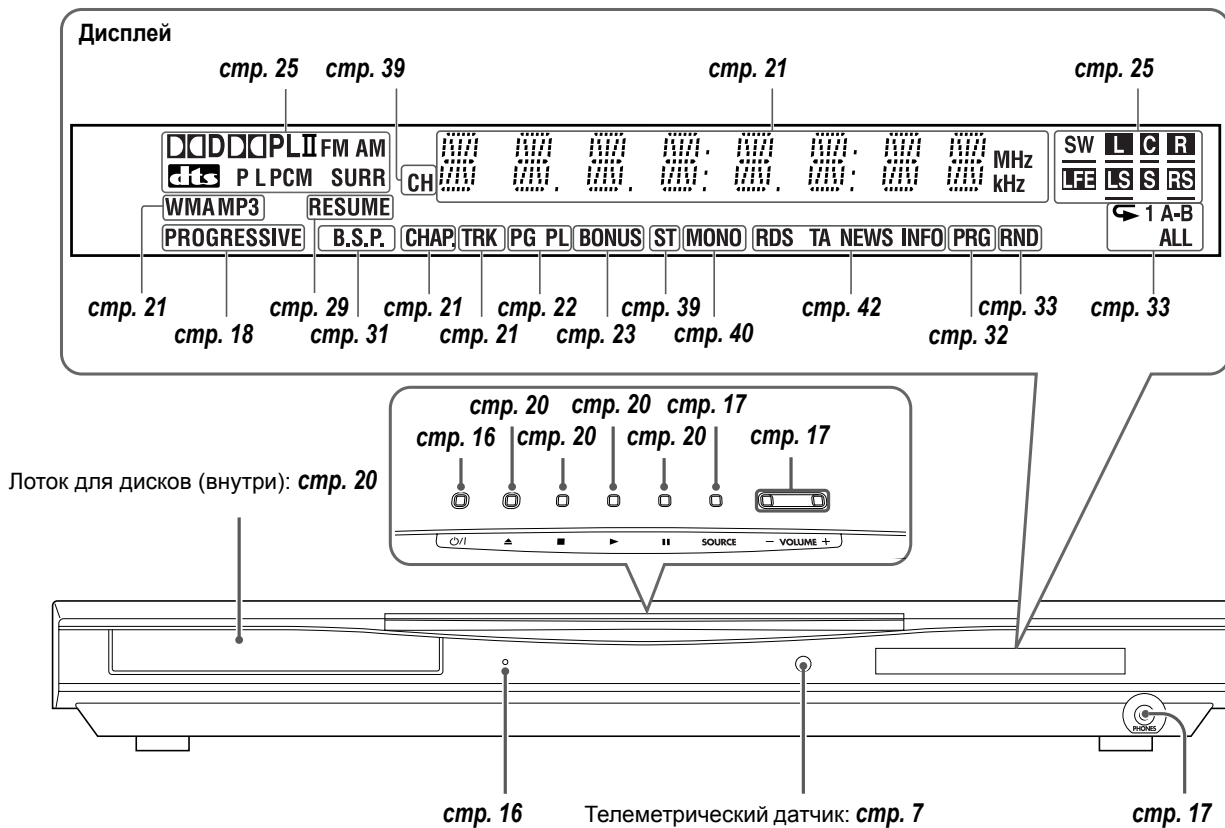 Дисплей
стр. 25 стр. 39 стр. 21 стр. 25
DPLII FM AM
dts P LPCM SURR
CH
MHz
kHz
SW L C R
LFE LS S RS
WMA MP3 RESUME
1 A-B
ALL
PROGRESSIVE B.S.P. CHAP. TRK PG PL BONUS ST MONO RDS TA NEWS INFO PRG RND
стр. 21 стр. 29 стр. 21 стр. 22 стр. 39 стр. 42 стр. 33 стр. 33
стр. 18 стр. 31 стр. 21 стр. 23 стр. 40 стр. 32
стр. 20 стр. 20 стр. 17
стр. 16 стр. 20 стр. 20 стр. 17
Лоток для дисков (внутри): стр. 20
SOURCE − VOLUME +
PHONES
стр. 16 Телеметрический датчик: стр. 7 стр. 17